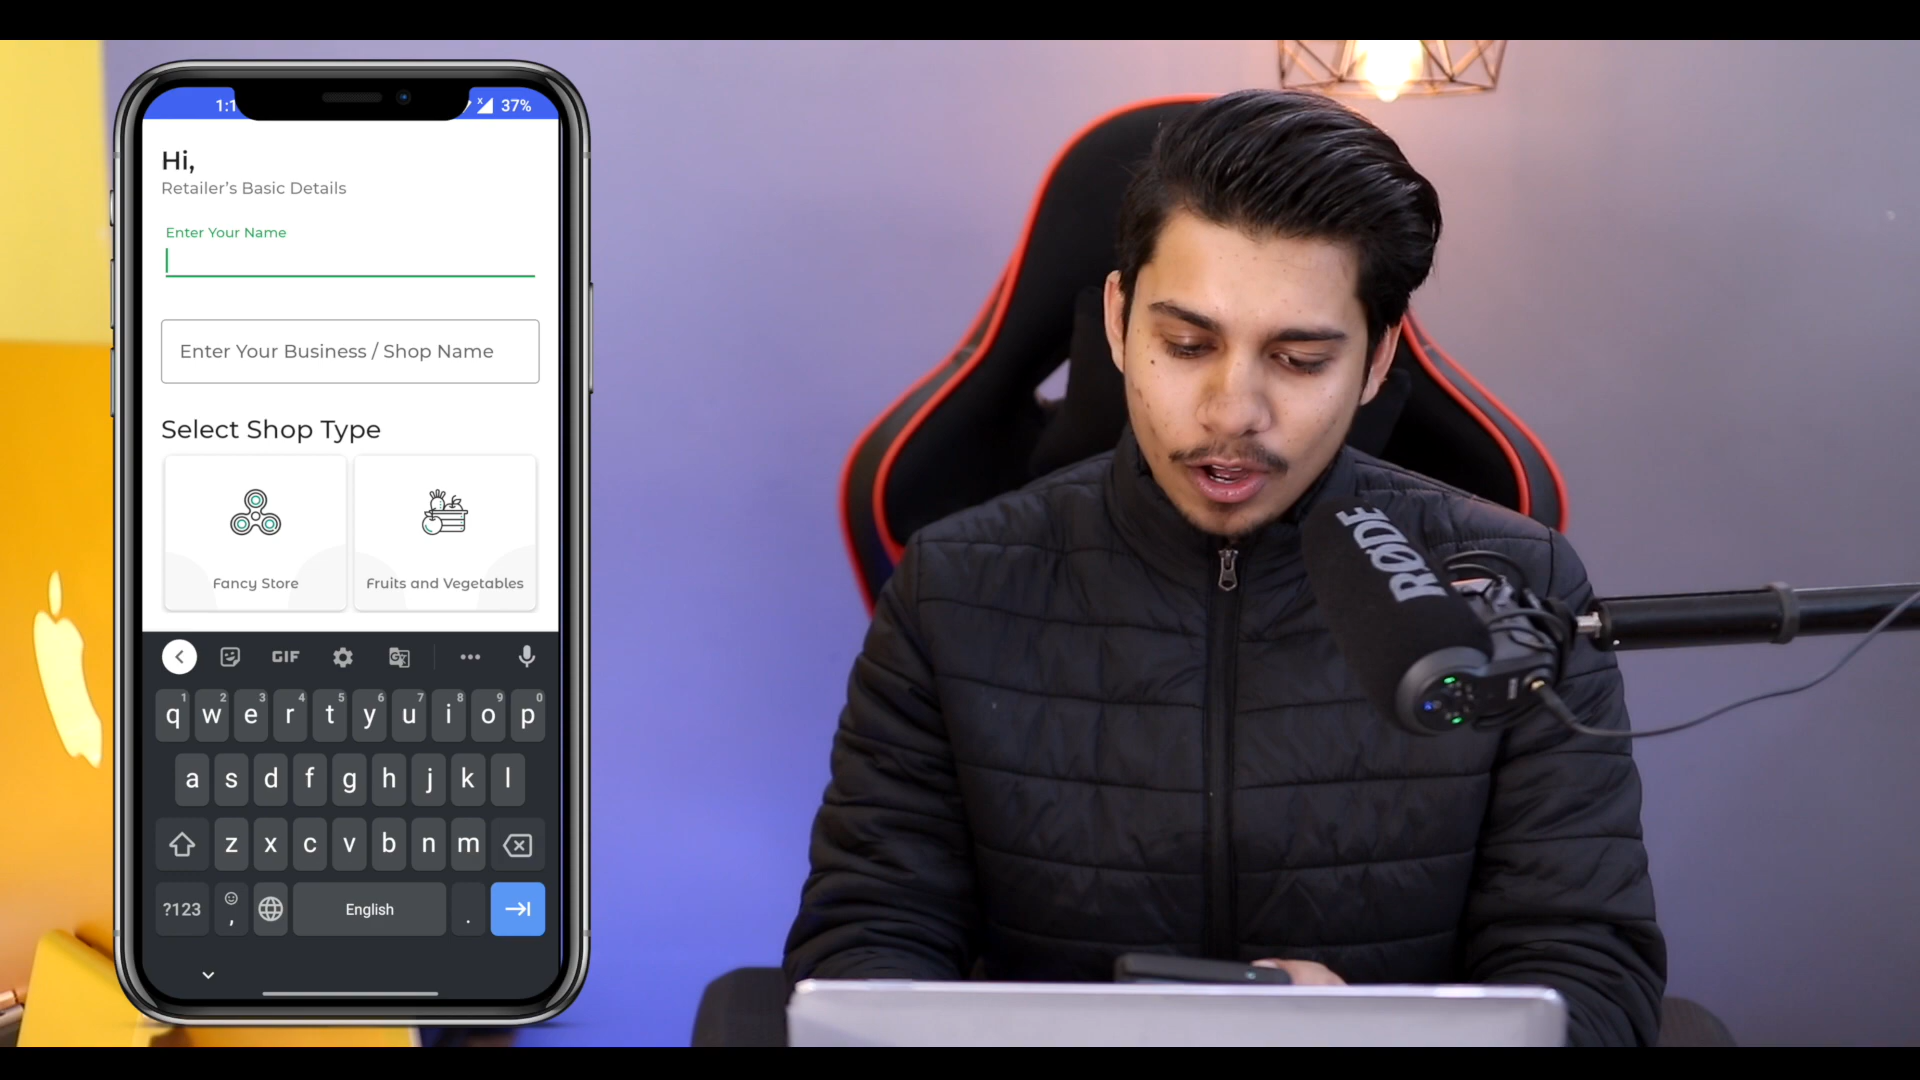 1:1
37%
Hi,
Retailer's Basic Details
Enter Your Name
Enter Your Business / Shop Name
Select Shop Type
Fancy Store
Fruits and Vegetables
GIF
1 2 3 4 5 6 7 8 9 0
q w e r t y u i o p
a s d f g h j k l
z x c v b n m
?123 , English .
RØDE